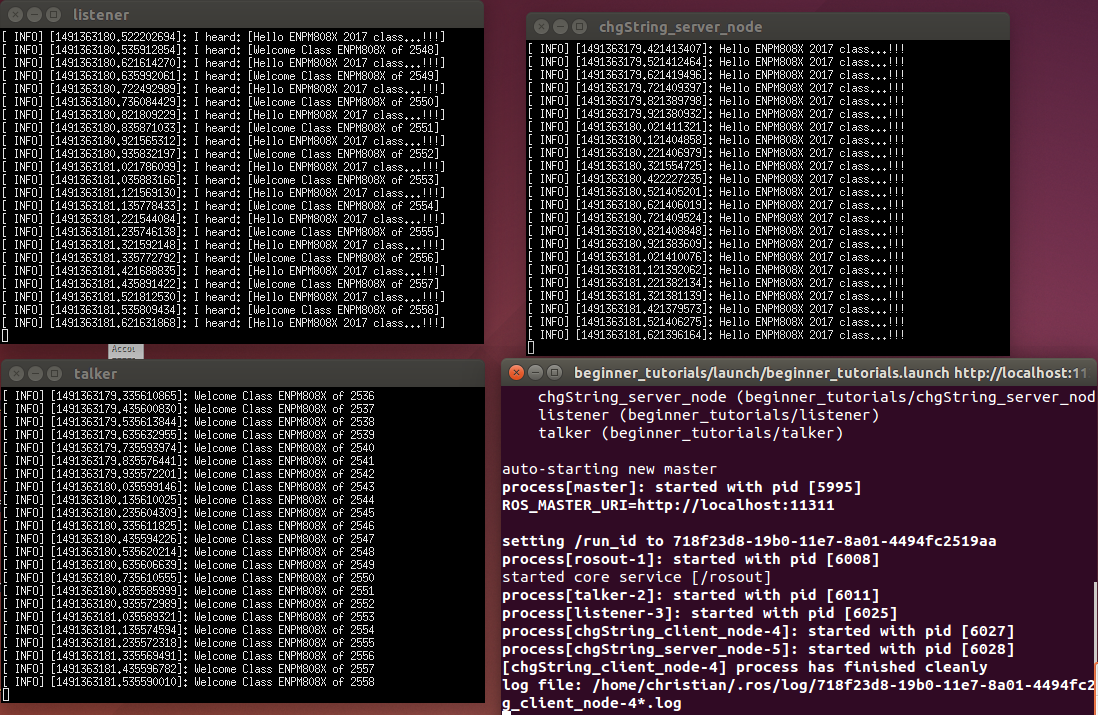 listener
[ INFO] [1491363180.522202694]: I heard: [Hello ENPM808X 2017 class...!!!]
[ INFO] [1491363180.535912854]: I heard: [Welcome Class ENPM808X of 2548]
[ INFO] [1491363180.621614270]: I heard: [Hello ENPM808X 2017 class...!!!]
[ INFO] [1491363180.635992061]: I heard: [Welcome Class ENPM808X of 2549]
[ INFO] [1491363180.722492989]: I heard: [Hello ENPM808X 2017 class...!!!]
[ INFO] [1491363180.736084429]: I heard: [Welcome Class ENPM808X of 2550]
[ INFO] [1491363180.821809229]: I heard: [Hello ENPM808X 2017 class...!!!]
[ INFO] [1491363180.835871033]: I heard: [Welcome Class ENPM808X of 2551]
[ INFO] [1491363180.921565312]: I heard: [Hello ENPM808X 2017 class...!!!]
[ INFO] [1491363180.935832197]: I heard: [Welcome Class ENPM808X of 2552]
[ INFO] [1491363181.021786099]: I heard: [Hello ENPM808X 2017 class...!!!]
[ INFO] [1491363181.035883166]: I heard: [Welcome Class ENPM808X of 2553]
[ INFO] [1491363181.121569130]: I heard: [Hello ENPM808X 2017 class...!!!]
[ INFO] [1491363181.135778433]: I heard: [Welcome Class ENPM808X of 2554]
[ INFO] [1491363181.221544084]: I heard: [Hello ENPM808X 2017 class...!!!]
[ INFO] [1491363181.235746138]: I heard: [Welcome Class ENPM808X of 2555]
[ INFO] [1491363181.321592148]: I heard: [Hello ENPM808X 2017 class...!!!]
[ INFO] [1491363181.335772792]: I heard: [Welcome Class ENPM808X of 2556]
[ INFO] [1491363181.421688835]: I heard: [Hello ENPM808X 2017 class...!!!]
[ INFO] [1491363181.435891422]: I heard: [Welcome Class ENPM808X of 2557]
[ INFO] [1491363181.521812530]: I heard: [Hello ENPM808X 2017 class...!!!]
[ INFO] [1491363181.535809434]: I heard: [Welcome Class ENPM808X of 2558]
[ INFO] [1491363181.621631868]: I heard: [Hello ENPM808X 2017 class...!!!]
chgString_server_node
[ INFO] [1491363179.421413407]: Hello ENPM808X 2017 class...!!!
[ INFO] [1491363179.521412464]: Hello ENPM808X 2017 class...!!!
[ INFO] [1491363179.621419496]: Hello ENPM808X 2017 class...!!!
[ INFO] [1491363179.721409397]: Hello ENPM808X 2017 class...!!!
[ INFO] [1491363179.821389798]: Hello ENPM808X 2017 class...!!!
[ INFO] [1491363179.921380932]: Hello ENPM808X 2017 class...!!!
[ INFO] [1491363180.021411321]: Hello ENPM808X 2017 class...!!!
[ INFO] [1491363180.121404858]: Hello ENPM808X 2017 class...!!!
[ INFO] [1491363180.221406979]: Hello ENPM808X 2017 class...!!!
[ INFO] [1491363180.321554725]: Hello ENPM808X 2017 class...!!!
[ INFO] [1491363180.422227235]: Hello ENPM808X 2017 class...!!!
[ INFO] [1491363180.521405201]: Hello ENPM808X 2017 class...!!!
[ INFO] [1491363180.621406019]: Hello ENPM808X 2017 class...!!!
[ INFO] [1491363180.721409524]: Hello ENPM808X 2017 class...!!!
[ INFO] [1491363180.821408848]: Hello ENPM808X 2017 class...!!!
[ INFO] [1491363180.921383609]: Hello ENPM808X 2017 class...!!!
[ INFO] [1491363181.021410076]: Hello ENPM808X 2017 class...!!!
[ INFO] [1491363181.121392062]: Hello ENPM808X 2017 class...!!!
[ INFO] [1491363181.221382134]: Hello ENPM808X 2017 class...!!!
[ INFO] [1491363181.321381139]: Hello ENPM808X 2017 class...!!!
[ INFO] [1491363181.421379573]: Hello ENPM808X 2017 class...!!!
[ INFO] [1491363181.521406275]: Hello ENPM808X 2017 class...!!!
[ INFO] [1491363181.621396164]: Hello ENPM808X 2017 class...!!!
talker
[ INFO] [1491363179.335610865]: Welcome Class ENPM808X of 2536
[ INFO] [1491363179.435600830]: Welcome Class ENPM808X of 2537
[ INFO] [1491363179.535613844]: Welcome Class ENPM808X of 2538
[ INFO] [1491363179.635632955]: Welcome Class ENPM808X of 2539
[ INFO] [1491363179.735593974]: Welcome Class ENPM808X of 2540
[ INFO] [1491363179.835576441]: Welcome Class ENPM808X of 2541
[ INFO] [1491363179.935572201]: Welcome Class ENPM808X of 2542
[ INFO] [1491363180.035599146]: Welcome Class ENPM808X of 2543
[ INFO] [1491363180.135610025]: Welcome Class ENPM808X of 2544
[ INFO] [1491363180.235604309]: Welcome Class ENPM808X of 2545
[ INFO] [1491363180.335611825]: Welcome Class ENPM808X of 2546
[ INFO] [1491363180.435594226]: Welcome Class ENPM808X of 2547
[ INFO] [1491363180.535620214]: Welcome Class ENPM808X of 2548
[ INFO] [1491363180.635606639]: Welcome Class ENPM808X of 2549
[ INFO] [1491363180.735610555]: Welcome Class ENPM808X of 2550
[ INFO] [1491363180.835585999]: Welcome Class ENPM808X of 2551
[ INFO] [1491363180.935572989]: Welcome Class ENPM808X of 2552
[ INFO] [1491363181.035589321]: Welcome Class ENPM808X of 2553
[ INFO] [1491363181.135574594]: Welcome Class ENPM808X of 2554
[ INFO] [1491363181.235572318]: Welcome Class ENPM808X of 2555
[ INFO] [1491363181.335569491]: Welcome Class ENPM808X of 2556
[ INFO] [1491363181.435596782]: Welcome Class ENPM808X of 2557
[ INFO] [1491363181.535590010]: Welcome Class ENPM808X of 2558
beginner_tutorials/launch/beginner_tutorials.launch http://localhost:11
chgString_server_node (beginner_tutorials/chgString_server_nod
listener (beginner_tutorials/listener)
talker (beginner_tutorials/talker)
auto-starting new master
process[master]: started with pid [5995]
ROS_MASTER_URI=http://localhost:11311
setting /run_id to 718f23d8-19b0-11e7-8a01-4494fc2519aa
process[rosout-1]: started with pid [6008]
started core service [/rosout]
process[talker-2]: started with pid [6011]
process[listener-3]: started with pid [6025]
process[chgString_client_node-4]: started with pid [6027]
process[chgString_server_node-5]: started with pid [6028]
[chgString_client_node-4] process has finished cleanly
log file: /home/christian/.ros/log/718f23d8-19b0-11e7-8a01-4494fc2
g_client_node-4*.log